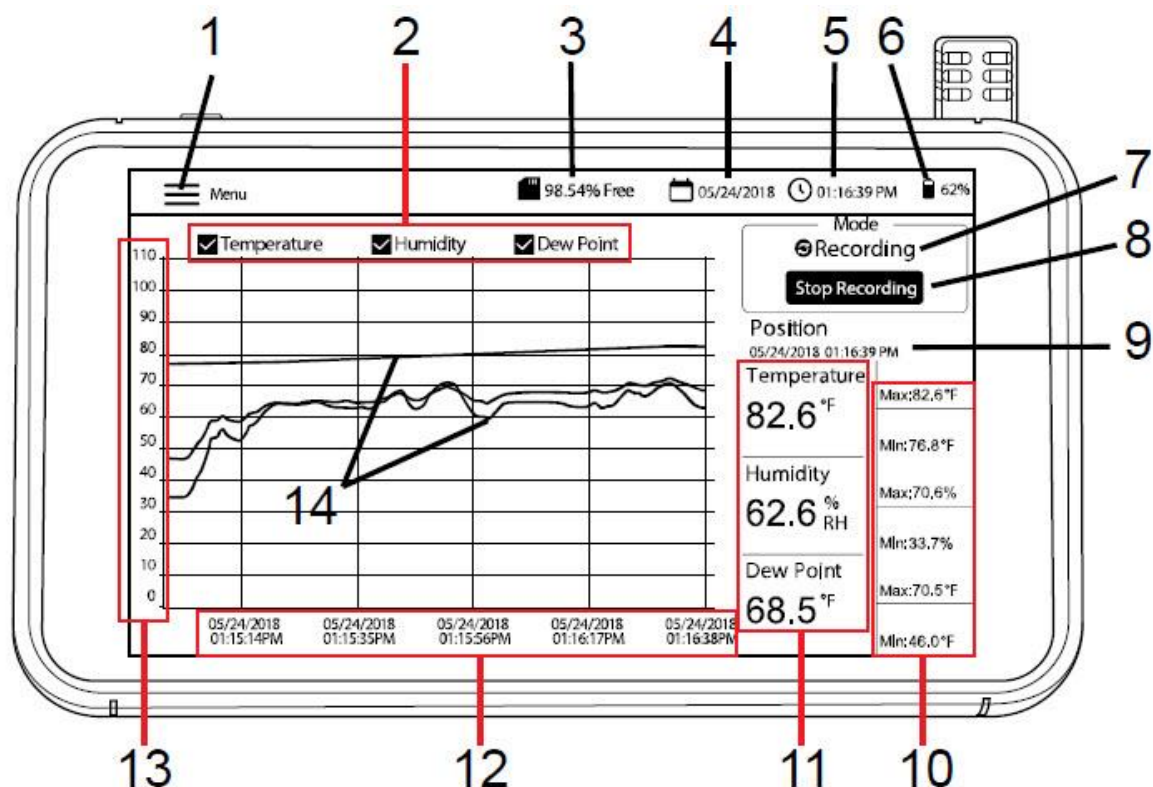 1 2 3 4 5 6
Menu 98.54% Free 05/24/2018 01:16:39 PM 62%
7
Mode
Recording
8
Stop Recording
Temperature Humidity Dew Point
110
100
90
80
70
60
50
40
30
20
10
0
14
05/24/2018 05/24/2018 05/24/2018 05/24/2018 05/24/2018
01:15:14PM 01:15:35PM 01:15:56PM 01:16:17PM 01:16:38PM
Position
05/24/2018 01:16:39 PM
9
Temperature
82.6 °F
Max:82.6°F
Min:76.8°F
Humidity
62.6 % RH
Max:70.6%
Min:33.7%
Dew Point
68.5 °F
Max:70.5°F
Min:46.0°F
13 12 11 10